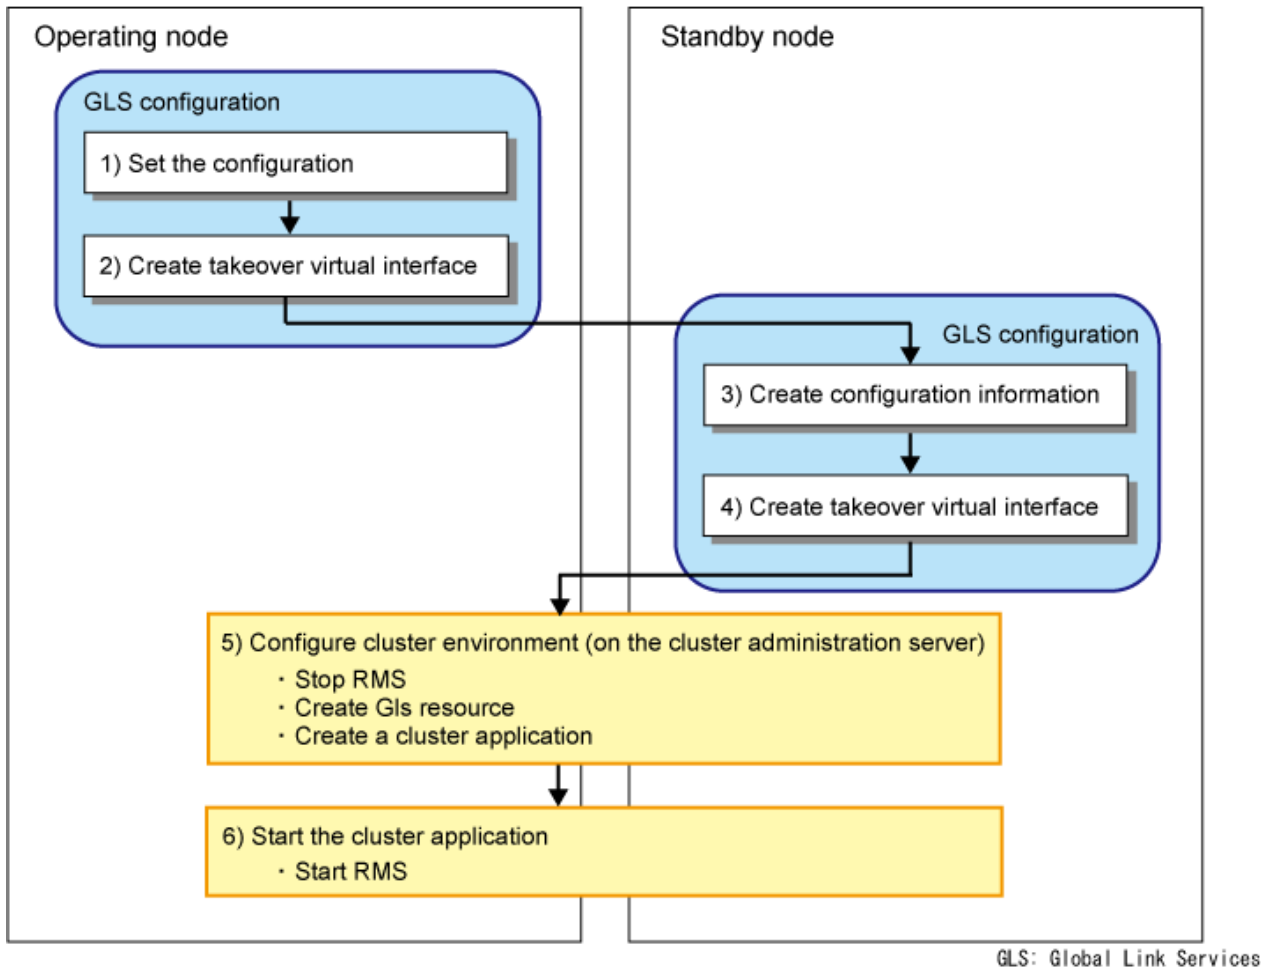 Operating node
Standby node
GLS configuration
1) Set the configuration
2) Create takeover virtual interface
GLS configuration
3) Create configuration information
4) Create takeover virtual interface
5) Configure cluster environment (on the cluster administration server)
・ Stop RMS
・ Create Gls resource
・ Create a cluster application
6) Start the cluster application
・ Start RMS
GLS: Global Link Services